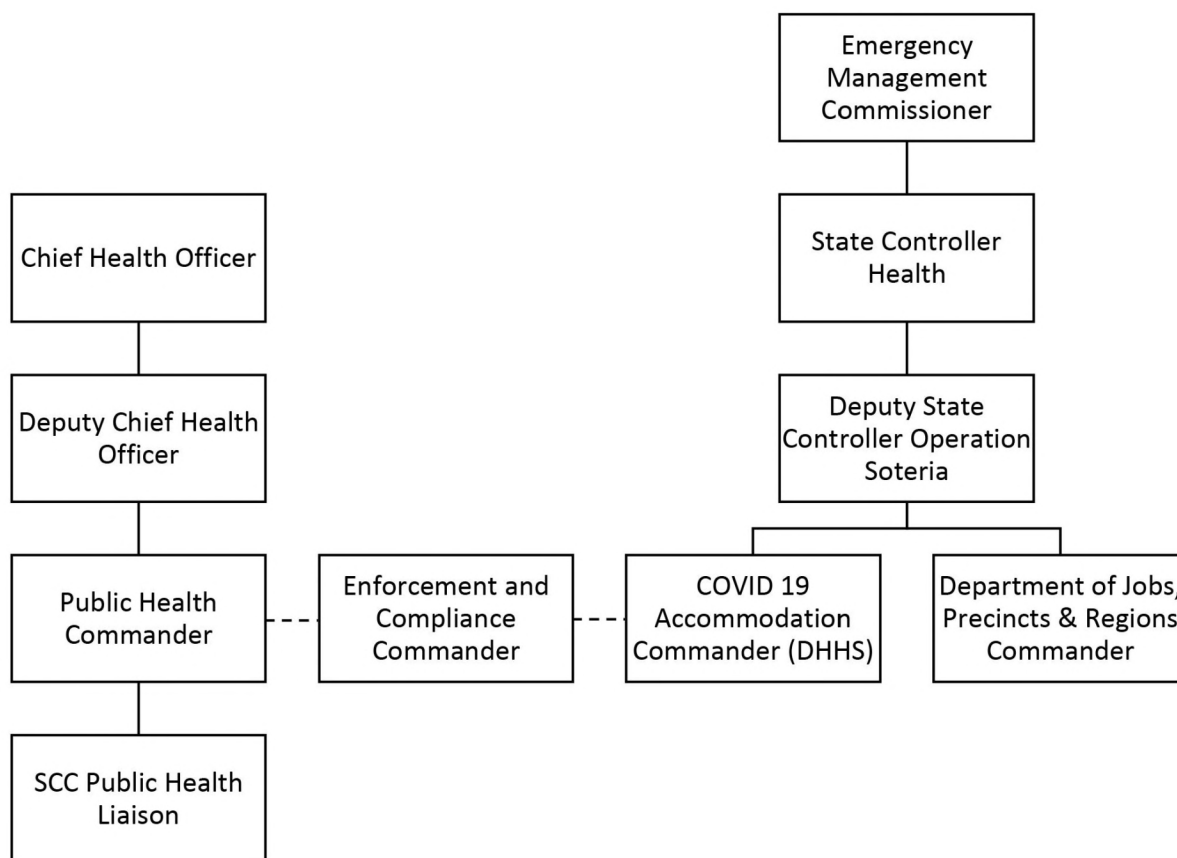 Emergency
Management
Commissioner
Chief Health Officer
State Controller
Health
Deputy Chief Health
Officer
Deputy State
Controller Operation
Soteria
Public Health
Commander
Enforcement and
Compliance
Commander
COVID 19
Accommodation
Commander (DHHS)
Department of Jobs,
Precincts & Regions
Commander
SCC Public Health
Liaison